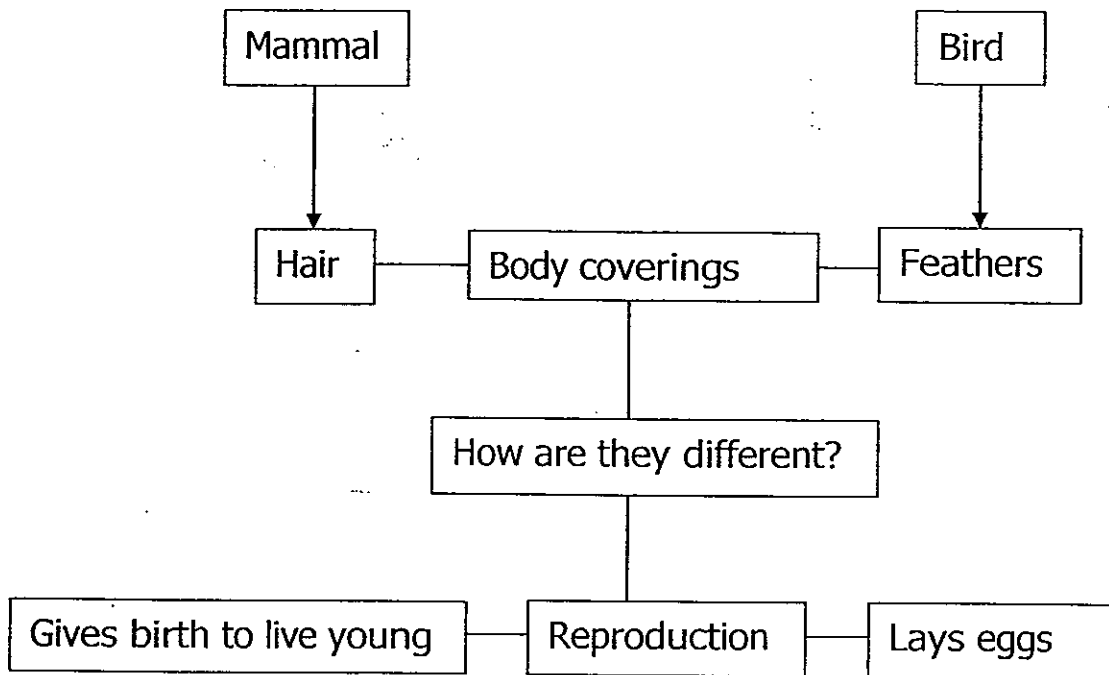 Mammal
Bird
Hair
Body coverings
Feathers
How are they different?
Gives birth to live young
Reproduction
Lays eggs